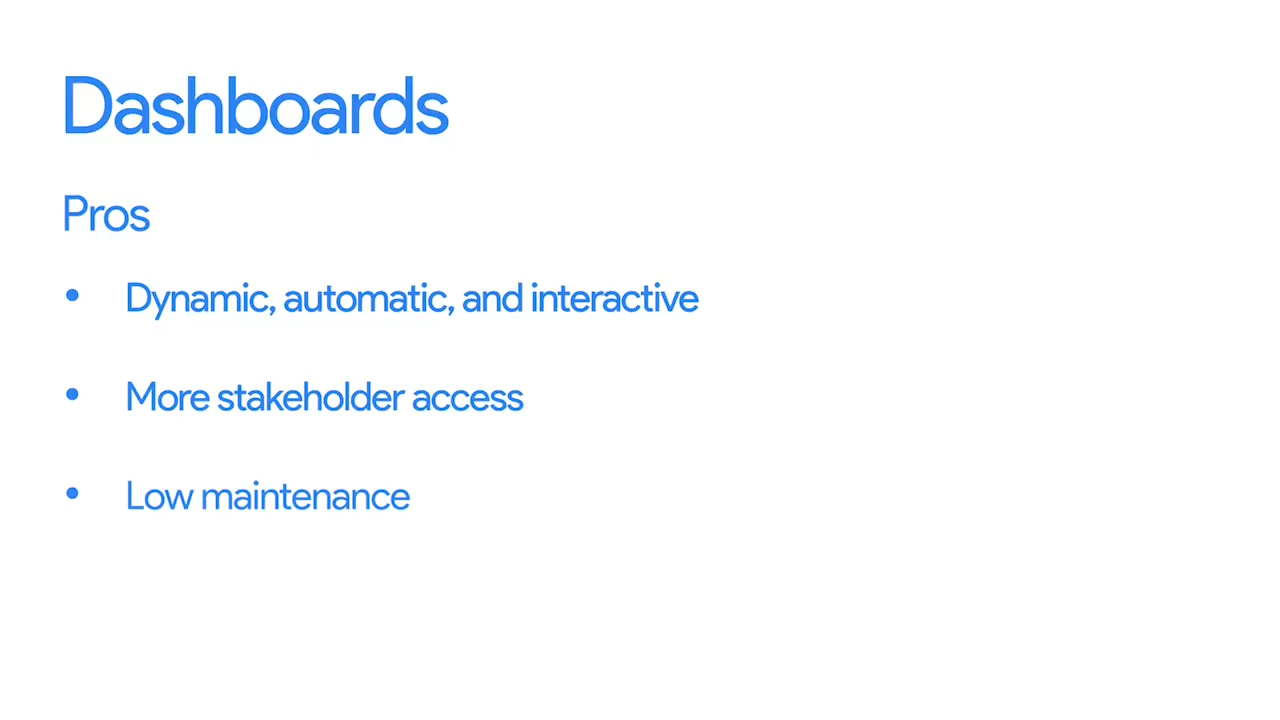 Dashboards
Pros
• Dynamic, automatic, and interactive
• More stakeholder access
• Low maintenance